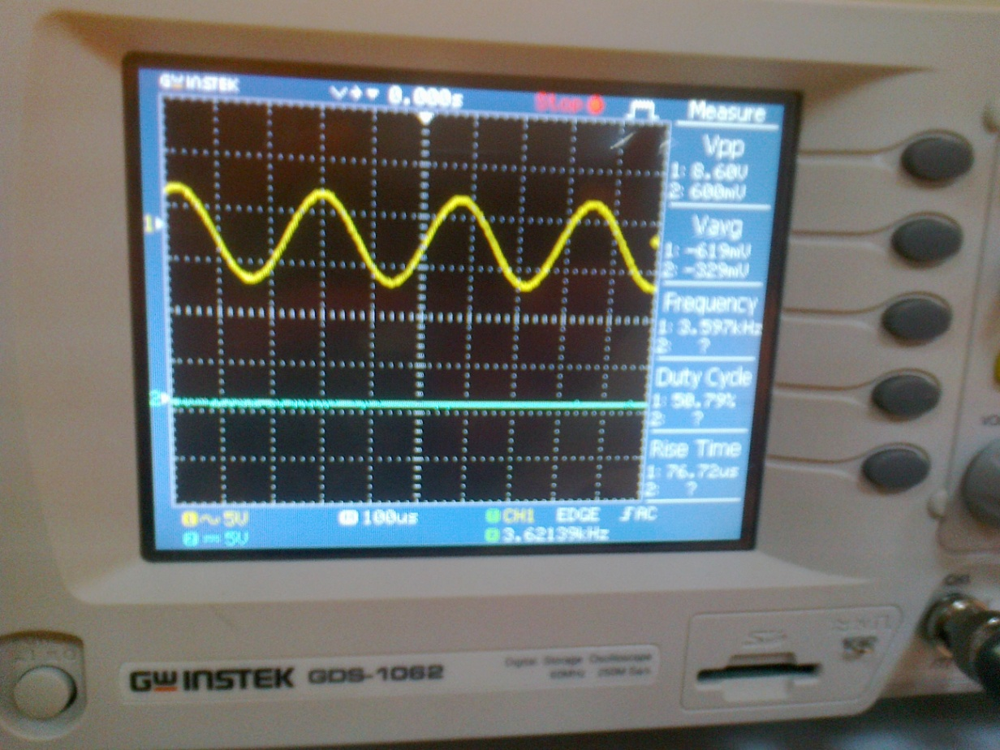 GWINSTEK 0.000s Stop Measure
Vpp
1: 8.60V
2: 600mV
Vavg
1: -619mV
2: -329mV
Frequency
1: 3.597kHz
2: ?
Duty Cycle
1: 50.79%
2: ?
Rise Time
1: 76.72us
2: ?
1
2
1 5V 100us CH1 EDGE AC
2 5V 3.62139kHz
GWINSTEK GDS-1062
Digital Storage Oscilloscope
60MHz 250M Sa/s
CH1